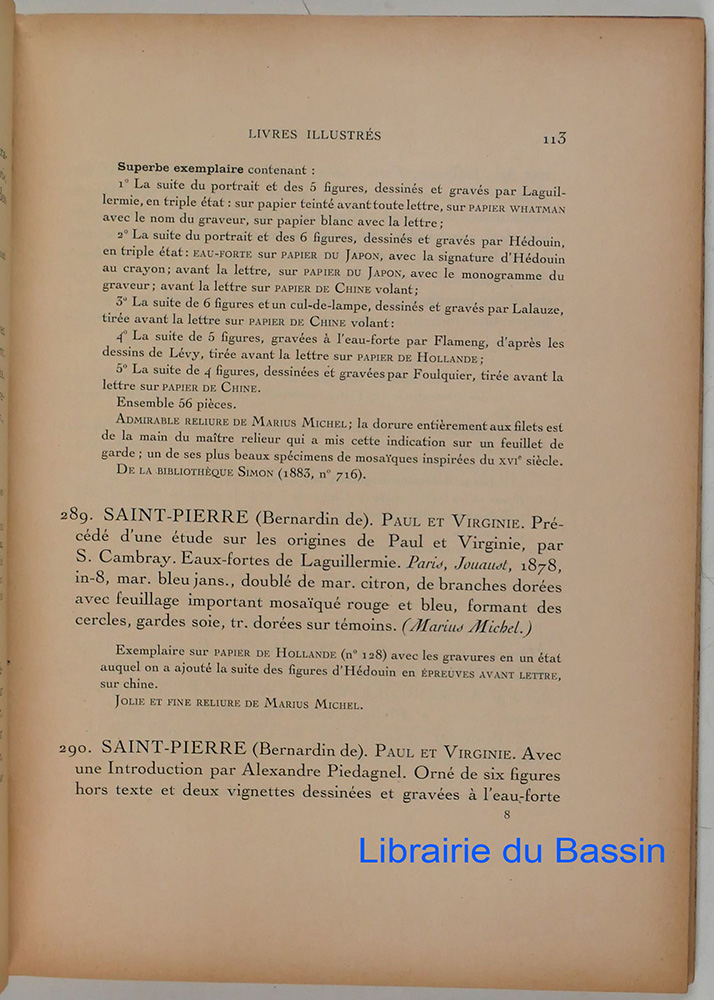 LIVRES ILLUSTRÉS 113
Superbe exemplaire contenant :
1° La suite du portrait et des 5 figures, dessinés et gravés par Laguil-
lermie, en triple état : sur papier teinté avant toute lettre, sur PAPIER WHATMAN
avec le nom du graveur, sur papier blanc avec la lettre ;
2° La suite du portrait et des 6 figures, dessinés et gravés par Hédouin,
en triple état : EAU-FORTE SUR PAPIER DU JAPON, avec la signature d'Hédouin
au crayon ; avant la lettre, sur PAPIER DU JAPON, avec le monogramme du
graveur ; avant la lettre sur PAPIER DE CHINE volant ;
3° La suite de 6 figures et un cul-de-lampe, dessinés et gravés par Lalauze,
tirée avant la lettre sur PAPIER DE CHINE volant :
4° La suite de 5 figures, gravées à l'eau-forte par Flameng, d'après les
dessins de Lévy, tirée avant la lettre sur PAPIER DE HOLLANDE ;
5° La suite de 4 figures, dessinées et gravées par Foulquier, tirée avant la
lettre sur PAPIER DE CHINE.
Ensemble 56 pièces.
ADMIRABLE RELIURE DE MARIUS MICHEL ; la dorure entièrement aux filets est
de la main du maître relieur qui a mis cette indication sur un feuillet de
garde ; un de ses plus beaux spécimens de mosaïques inspirées du XVIe siècle.
DE LA BIBLIOTHÈQUE SIMON (1883, n° 716).
289. SAINT-PIERRE (Bernardin de). PAUL ET VIRGINIE. Pré-
cédé d'une étude sur les origines de Paul et Virginie, par
S. Cambray. Eaux-fortes de Laguillermie. Paris, Jouaust, 1878,
in-8, mar. bleu jans., doublé de mar. citron, de branches dorées
avec feuillage important mosaïqué rouge et bleu, formant des
cercles, gardes soie, tr. dorées sur témoins. (Marius Michel.)
Exemplaire sur PAPIER DE HOLLANDE (n° 128) avec les gravures en un état
auquel on a ajouté la suite des figures d'Hédouin en ÉPREUVES AVANT LETTRE,
sur chine.
JOLIE ET FINE RELIURE DE MARIUS MICHEL.
290. SAINT-PIERRE (Bernardin de). PAUL ET VIRGINIE. Avec
une Introduction par Alexandre Piedagnel. Orné de six figures
hors texte et deux vignettes dessinées et gravées à l'eau-forte
8
Librairie du Bassin